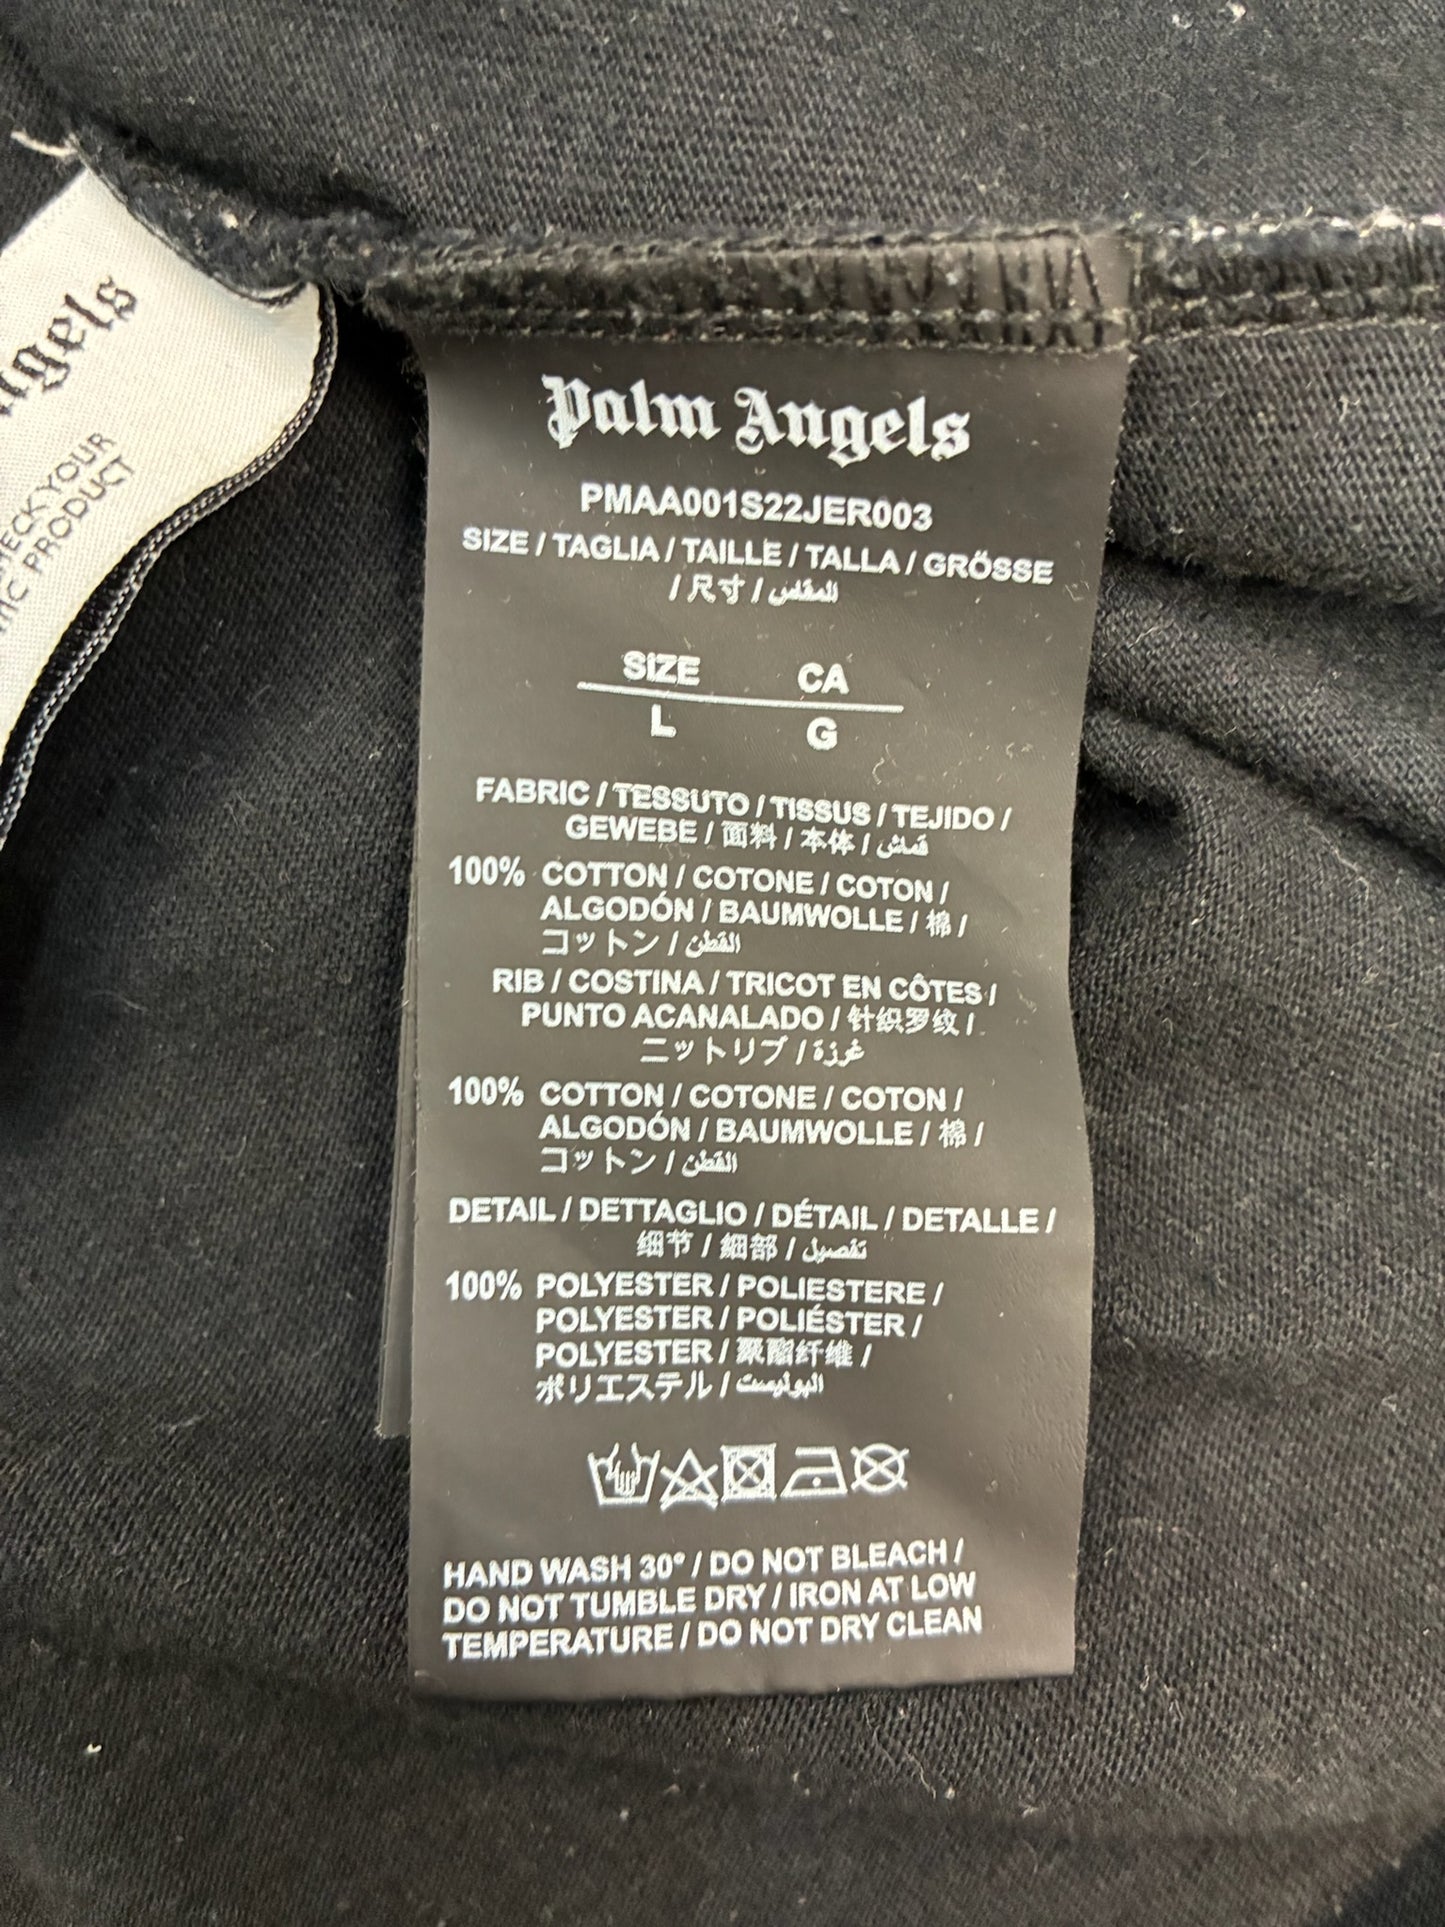 ngels
CHECK YOUR
PRODUCT
Palm Angels
PMAA001S22JER003
SIZE / TAGLIA / TAILLE / TALLA / GRÖSSE
/ 尺寸 / المقاس
SIZE CA
L G
FABRIC / TESSUTO / TISSUS / TEJIDO /
GEWEBE / 面料 / 本体 / قماش
100% COTTON / COTONE / COTON /
ALGODÓN / BAUMWOLLE / 棉 /
コットン / القطن
RIB / COSTINA / TRICOT EN CÔTES /
PUNTO ACANALADO / 针织罗纹 /
ニットリブ / غرزة
100% COTTON / COTONE / COTON /
ALGODÓN / BAUMWOLLE / 棉 /
コットン / القطن
DETAIL / DETTAGLIO / DÉTAIL / DETALLE /
细节 / 細部 / تفصيل
100% POLYESTER / POLIESTERE /
POLYESTER / POLIÉSTER /
POLYESTER / 聚酯纤维 /
ポリエステル / البوليستر
HAND WASH 30° / DO NOT BLEACH /
DO NOT TUMBLE DRY / IRON AT LOW
TEMPERATURE / DO NOT DRY CLEAN